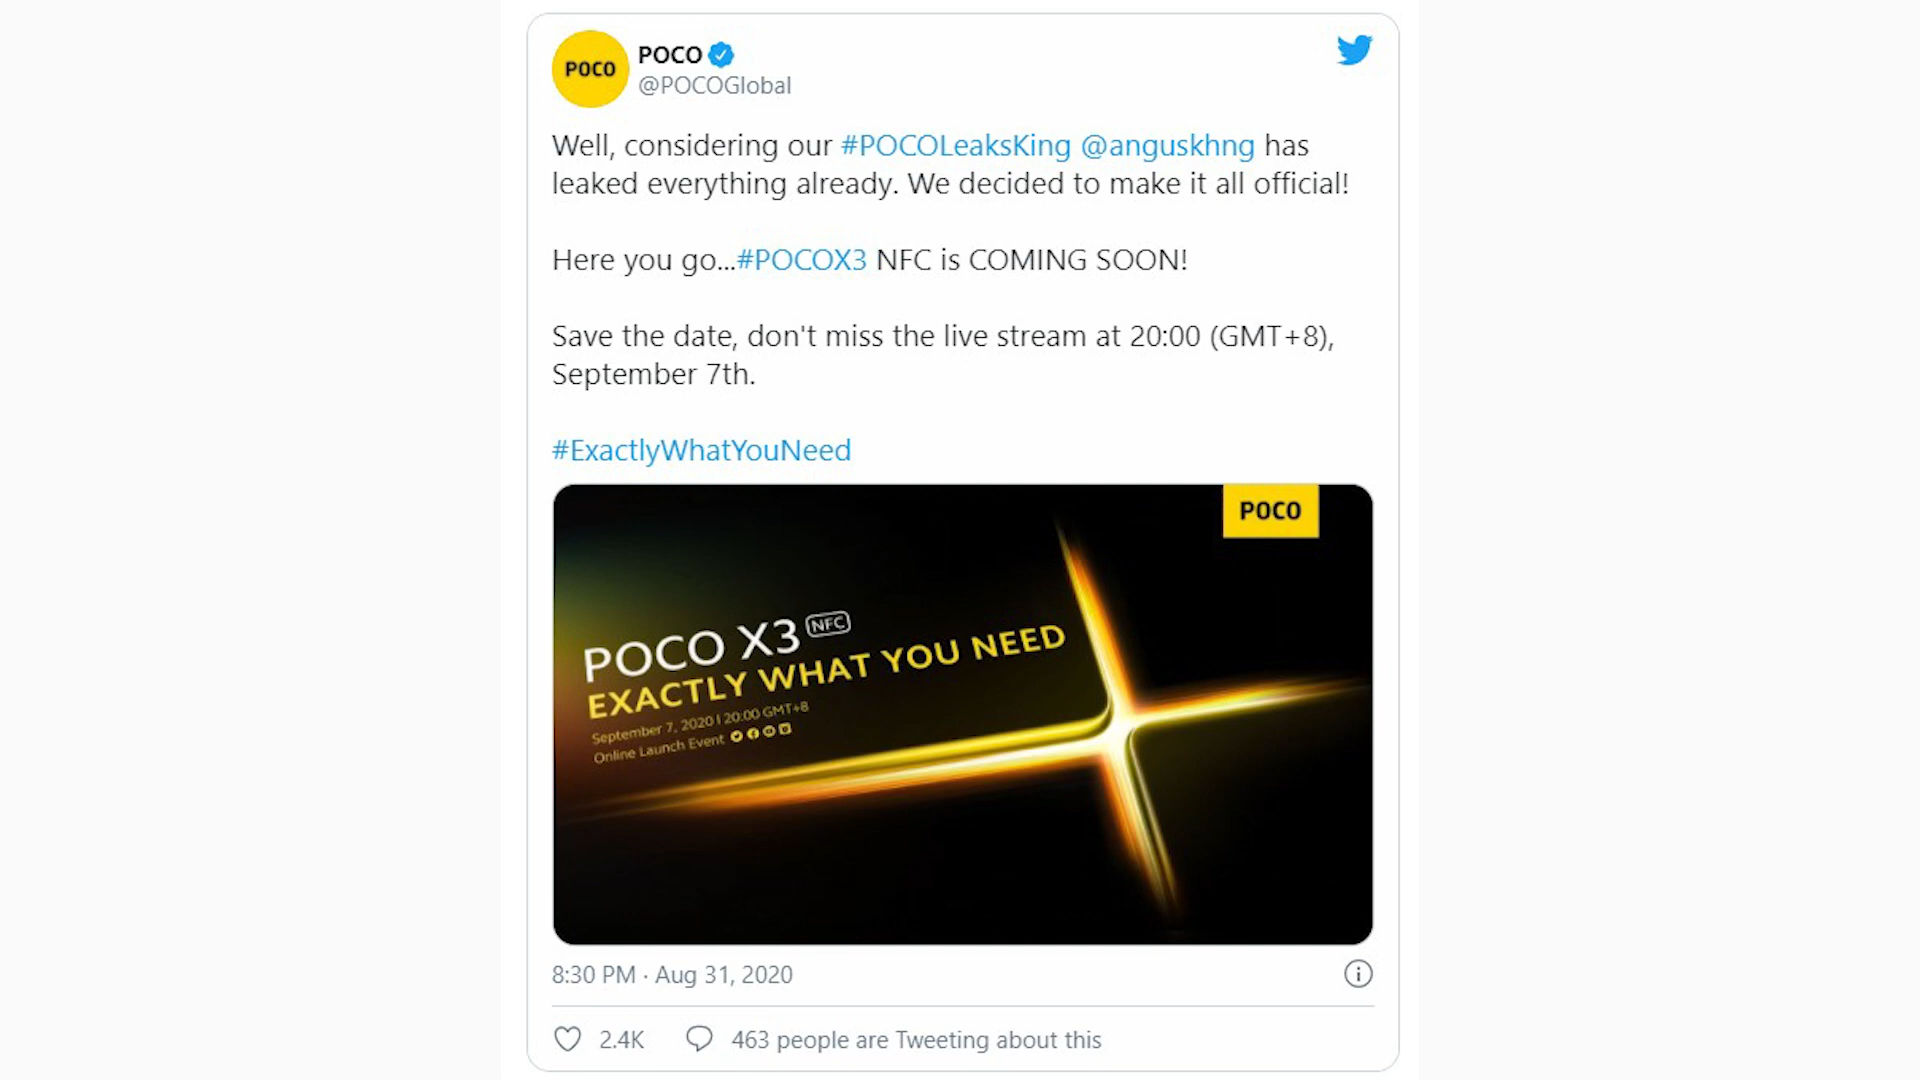 POCO
POCO
@POCOGlobal
Well, considering our #POCOLeaksKing @anguskhng has
leaked everything already. We decided to make it all official!
Here you go...#POCOX3 NFC is COMING SOON!
Save the date, don't miss the live stream at 20:00 (GMT+8),
September 7th.
#ExactlyWhatYouNeed
POCO
POCO X3 NFC
EXACTLY WHAT YOU NEED
September 7, 2020 | 20:00 GMT+8
Online Launch Event
8:30 PM · Aug 31, 2020
2.4K 463 people are Tweeting about this